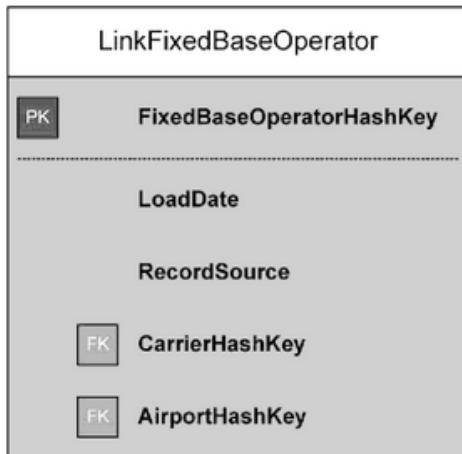 LinkFixedBaseOperator
PK FixedBaseOperatorHashKey
LoadDate
RecordSource
FK CarrierHashKey
FK AirportHashKey